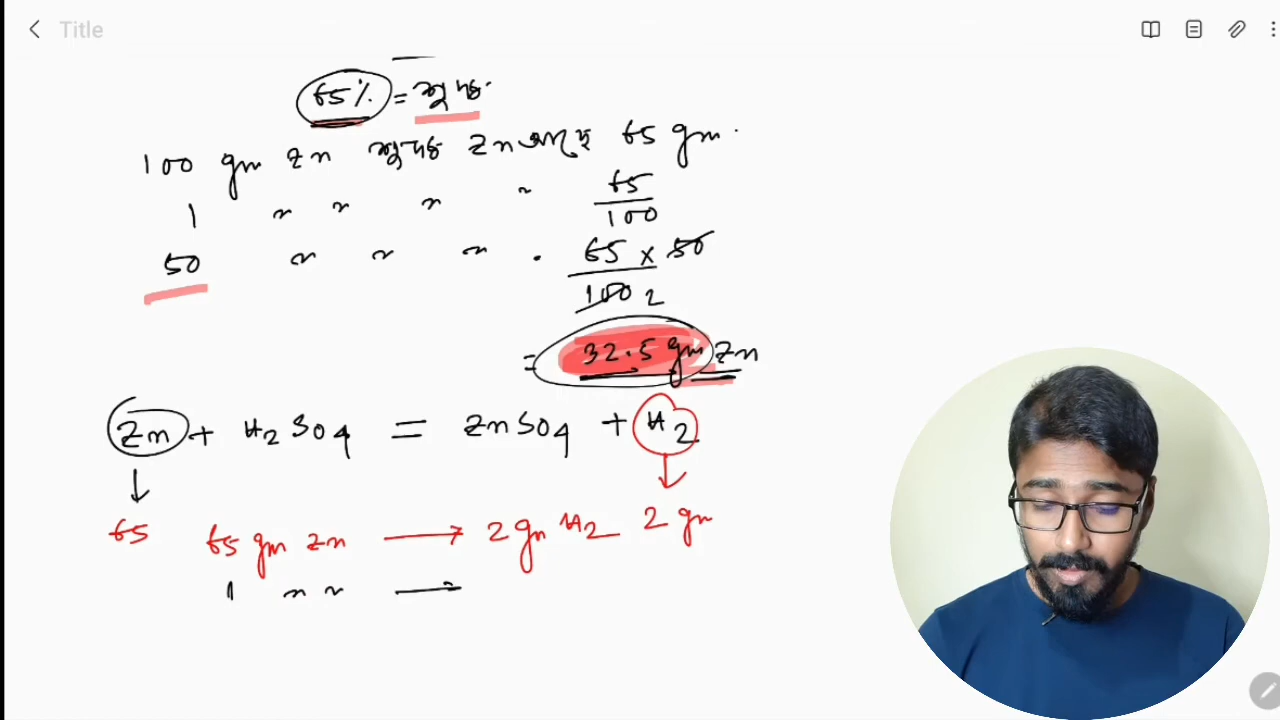 Title
65% = শুদ্ধ
100 gm Zn শুদ্ধ Zn আছে 65 gm.
1 " " " " 65/100
50 " " " . 65 x 50 / 100 2
= 32.5 gm Zn
Zn + H2SO4 = ZnSO4 + H2
65 65 gm Zn → 2 gm H2 2 gm
1 " " →